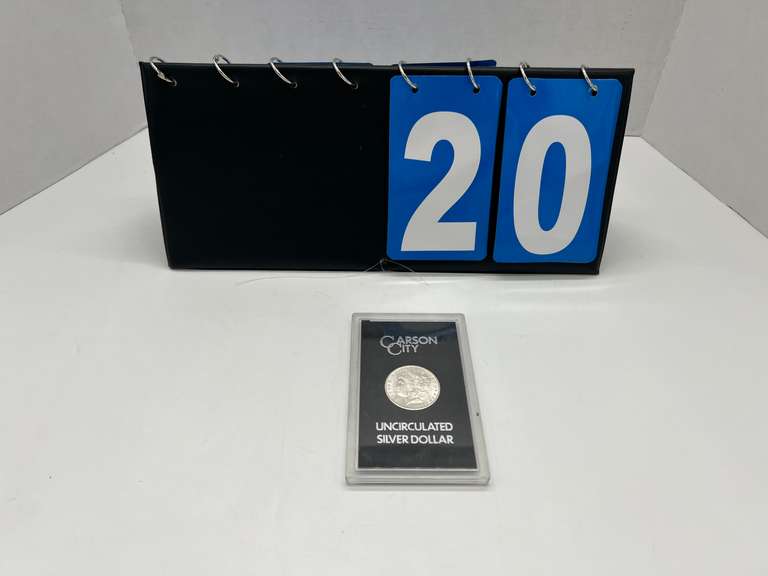 20
CARSON
CITY
UNCIRCULATED
SILVER DOLLAR